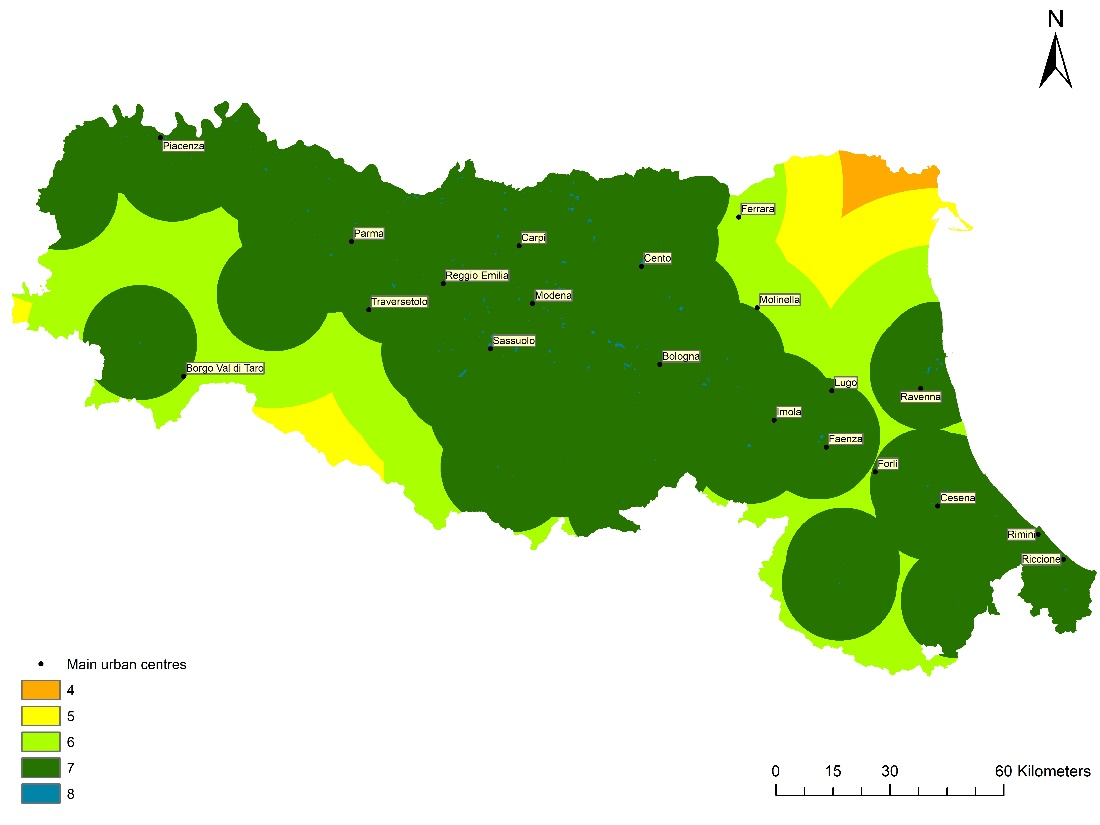 N
Piacenza
Ferrara
Parma
Carpi
Cento
Reggio Emilia
Modena
Traversetolo
Molinella
Sassuolo
Bologna
Borgo Val di Taro
Lugo
Ravenna
Imola
Faenza
Forlì
Cesena
Rimini
Riccione
Main urban centres
4
5
6
7
8
0 15 30 60 Kilometers